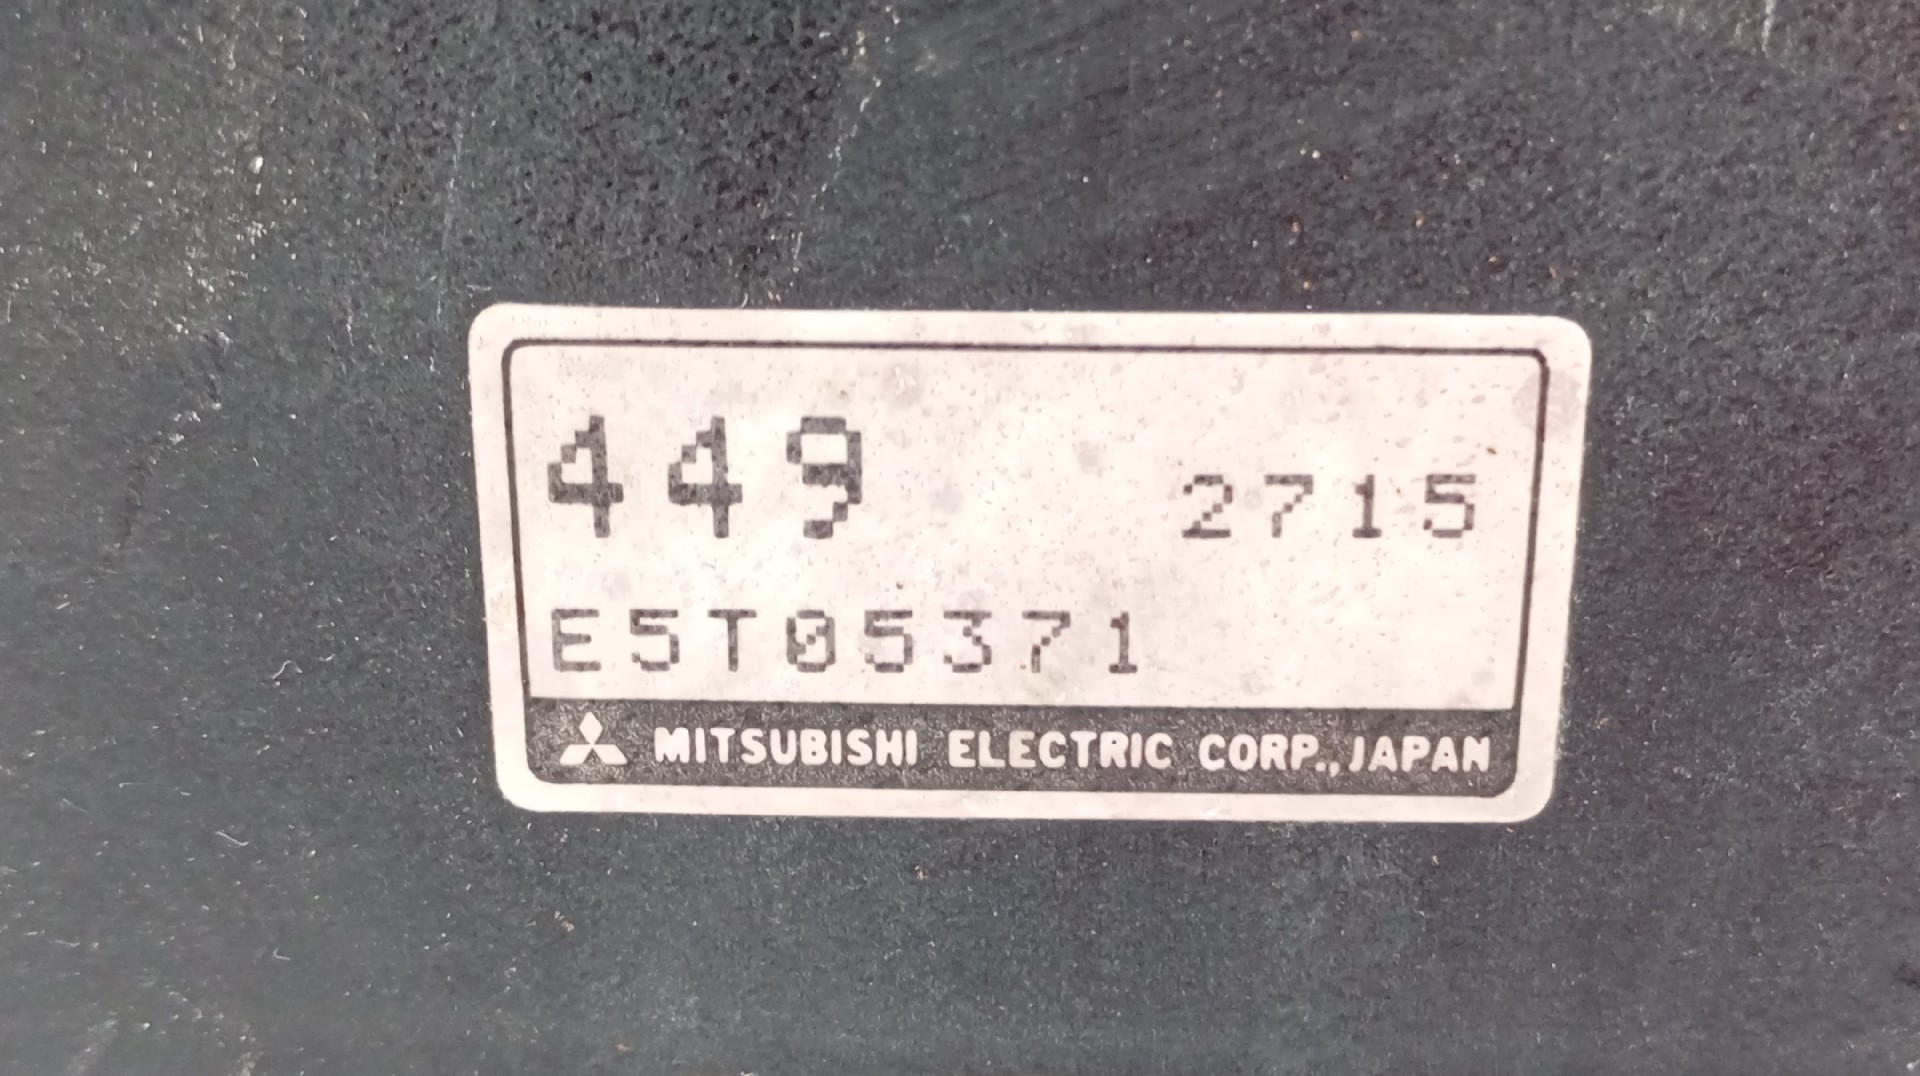 449 2715
E5T05371
MITSUBISHI ELECTRIC CORP., JAPAN